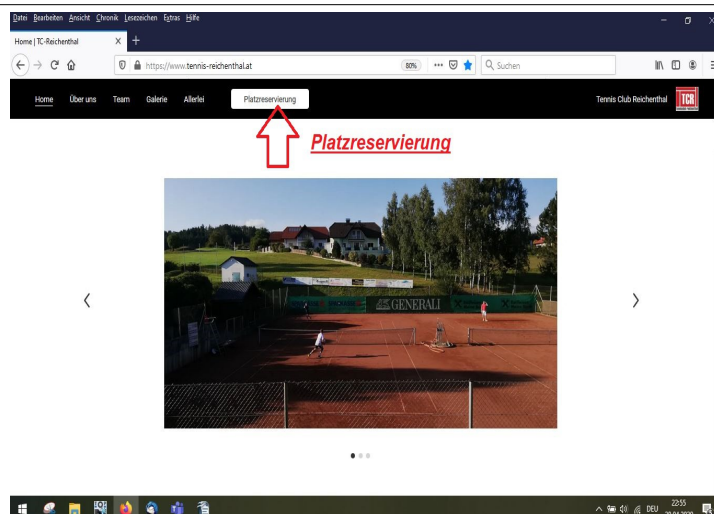 Datei Bearbeiten Ansicht Chronik Lesezeichen Extras Hilfe
Home | TC-Reichenthal
https://www.tennis-reichenthal.at
80%
Suchen
Home Über uns Team Galerie Allerlei Platzreservierung
Tennis Club Reichenthal TCR
Platzreservierung
GENERALI
22:55
DEU